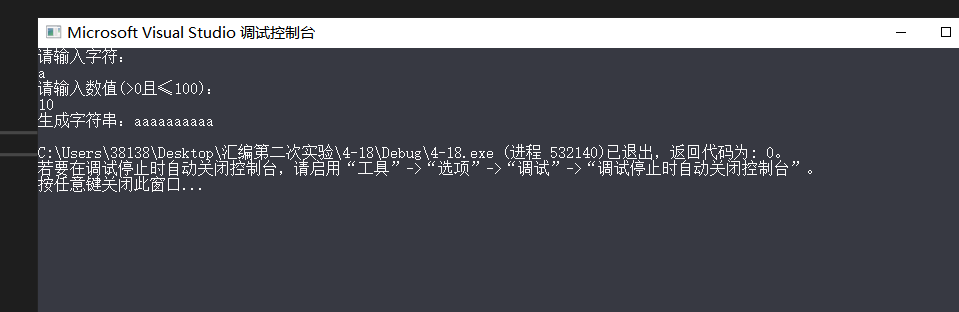 Microsoft Visual Studio 调试控制台
请输入字符:
a
请输入数值(>0且≤100):
10
生成字符串: aaaaaaaaaa
C:\Users\38138\Desktop\汇编第二次实验\4-18\Debug\4-18.exe (进程 532140)已退出，返回代码为: 0。
若要在调试停止时自动关闭控制台，请启用“工具”->“选项”->“调试”->“调试停止时自动关闭控制台”。
按任意键关闭此窗口...